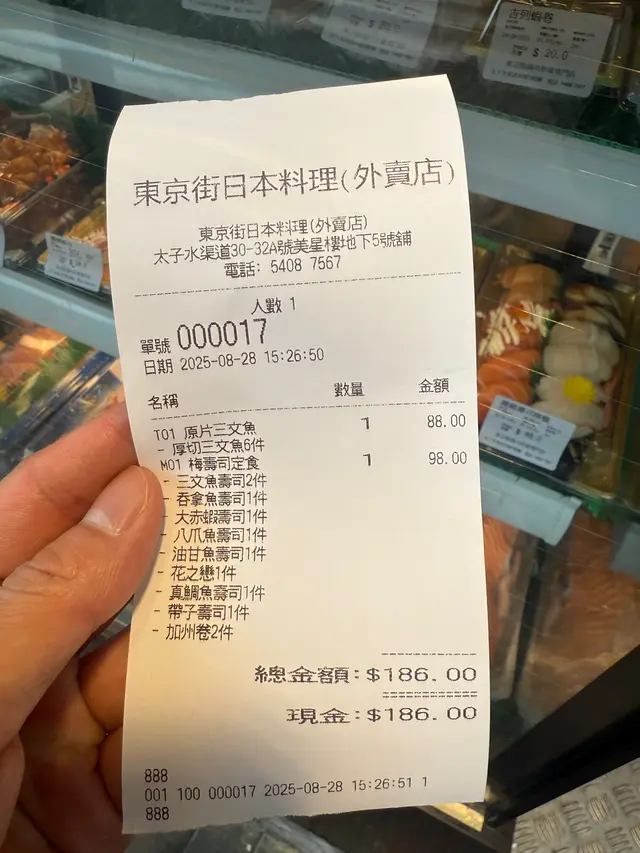 吉列蝦卷
$ 20.0
東京街日本料理(外賣店)
東京街日本料理(外賣店)
太子水渠道30-32A號美星樓地下5號舖
電話: 5408 7567
人數 1
單號 000017
日期 2025-08-28 15:26:50
名稱 數量 金額
T01 原片三文魚 1 88.00
- 厚切三文魚6件
M01 梅壽司定食 1 98.00
- 三文魚壽司2件
- 吞拿魚壽司1件
- 大赤蝦壽司1件
- 八爪魚壽司1件
- 油甘魚壽司1件
- 花之戀1件
- 真鯛魚壽司1件
- 帶子壽司1件
- 加州卷2件
總金額:$186.00
現金:$186.00
888
001 100 000017 2025-08-28 15:26:51 1
888